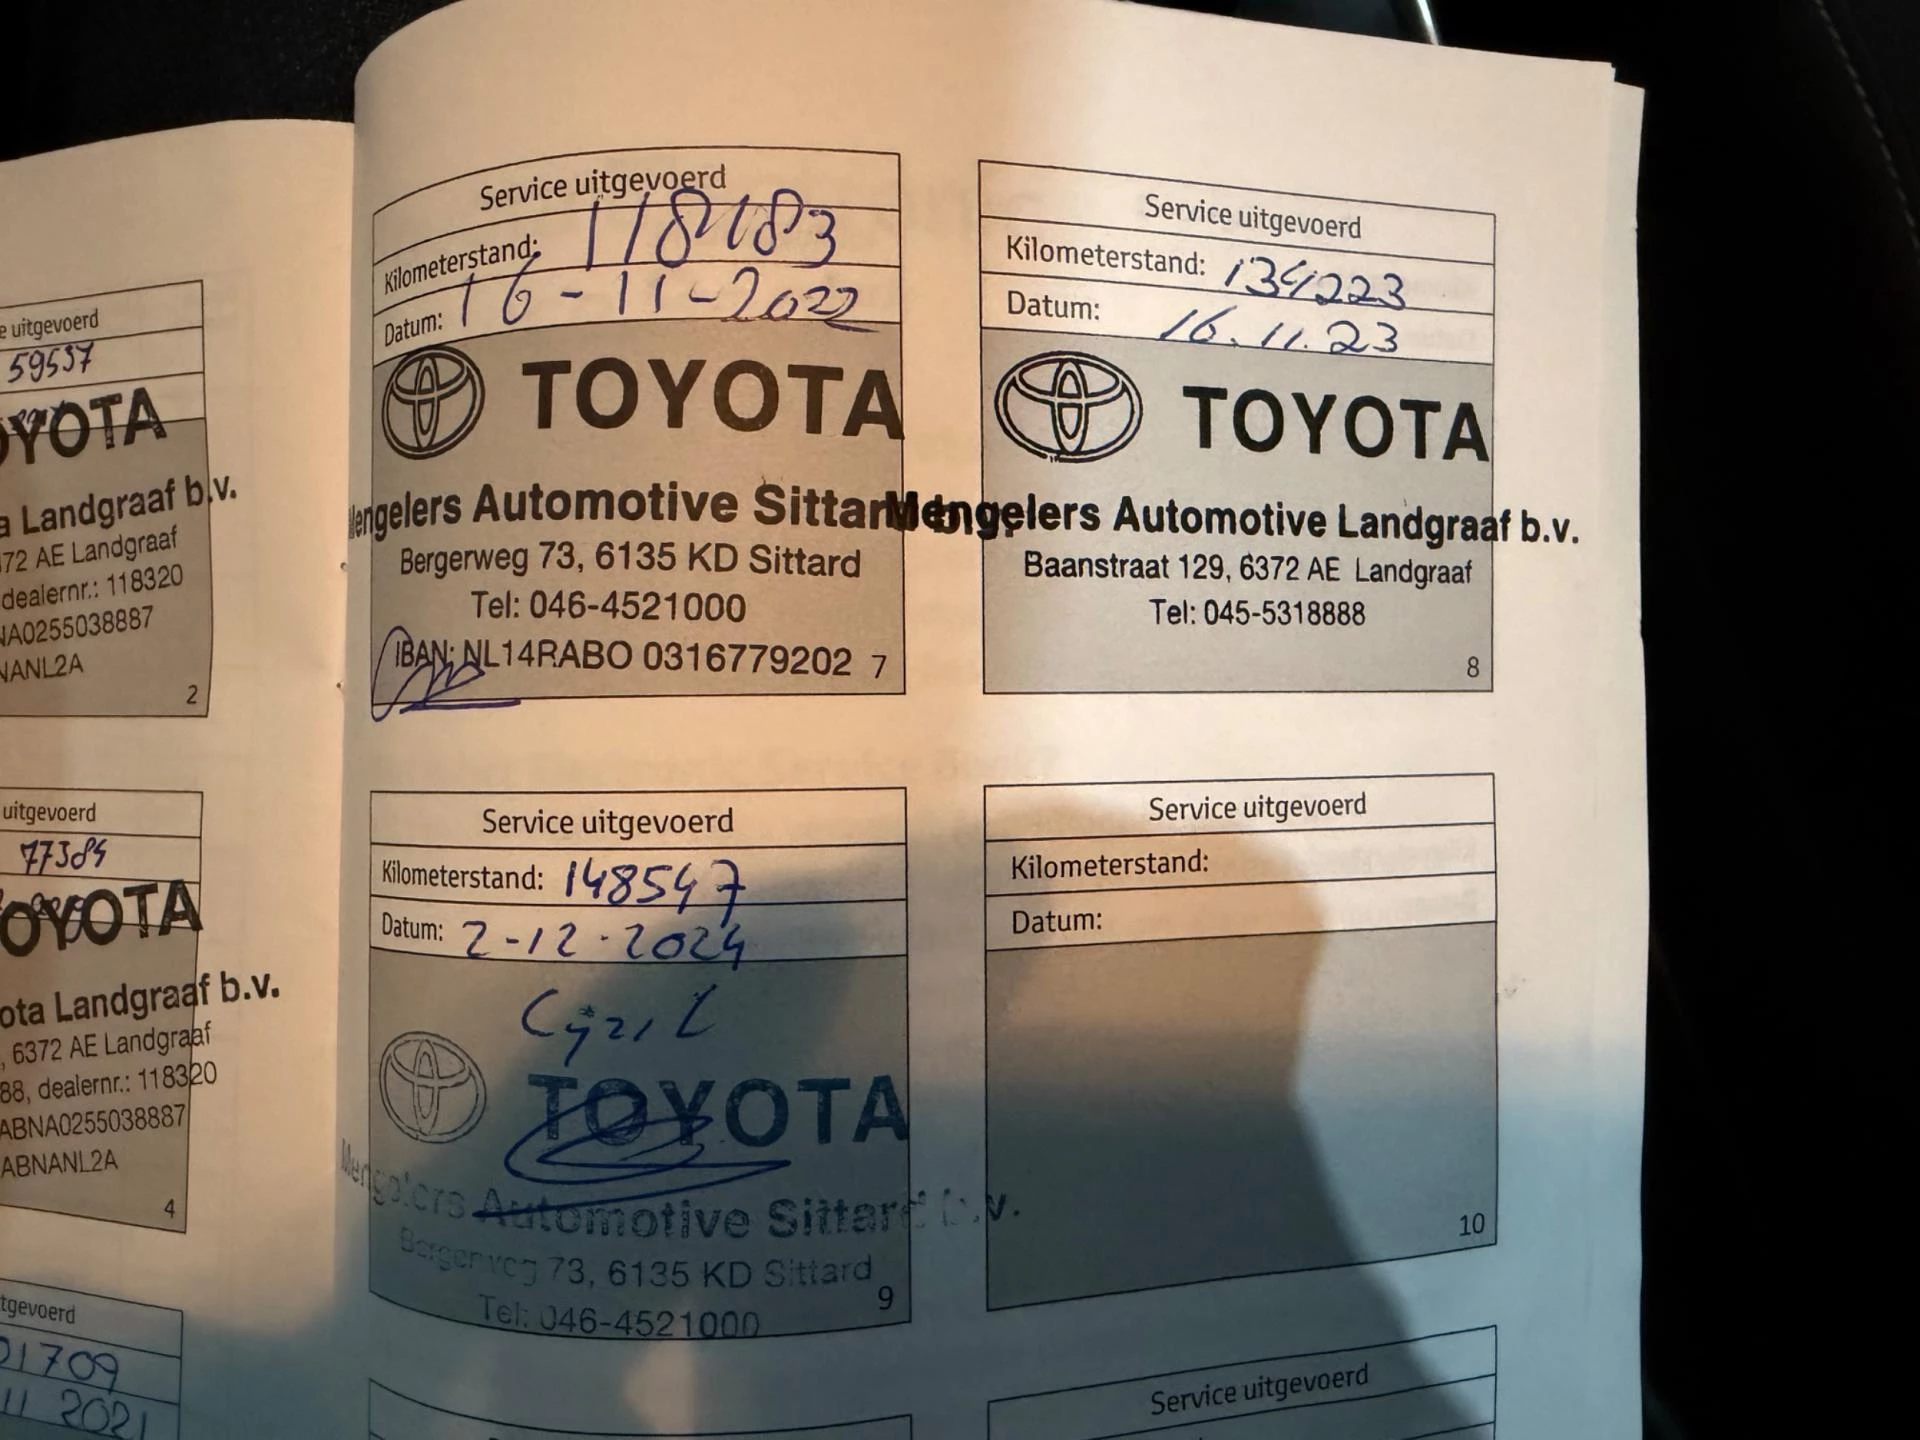 e uitgevoerd
59537
OYOTA
a Landgraaf b.v.
372 AE Landgraaf
dealernr.: 118320
NA0255038887
NANL2A
2
uitgevoerd
77384
OYOTA
ota Landgraaf b.v.
, 6372 AE Landgraaf
88, dealernr.: 118320
ABNA0255038887
ABNANL2A
4
tgevoerd
01709
11 2021
Service uitgevoerd
Kilometerstand: 118183
Datum: 16-11-2022
TOYOTA
Mengelers Automotive Sittard b.v.
Bergerweg 73, 6135 KD Sittard
Tel: 046-4521000
IBAN: NL14RABO 0316779202 7
Service uitgevoerd
Kilometerstand: 134223
Datum: 16.11.23
TOYOTA
Mengelers Automotive Landgraaf b.v.
Baanstraat 129, 6372 AE Landgraaf
Tel: 045-5318888
8
Service uitgevoerd
Kilometerstand: 148547
Datum: 2-12-2024
TOYOTA
Mengelers Automotive Sittard b.v.
Bergerweg 73, 6135 KD Sittard
9
Tel: 046-4521000
Service uitgevoerd
Kilometerstand:
Datum:
10
Service uitgevoerd